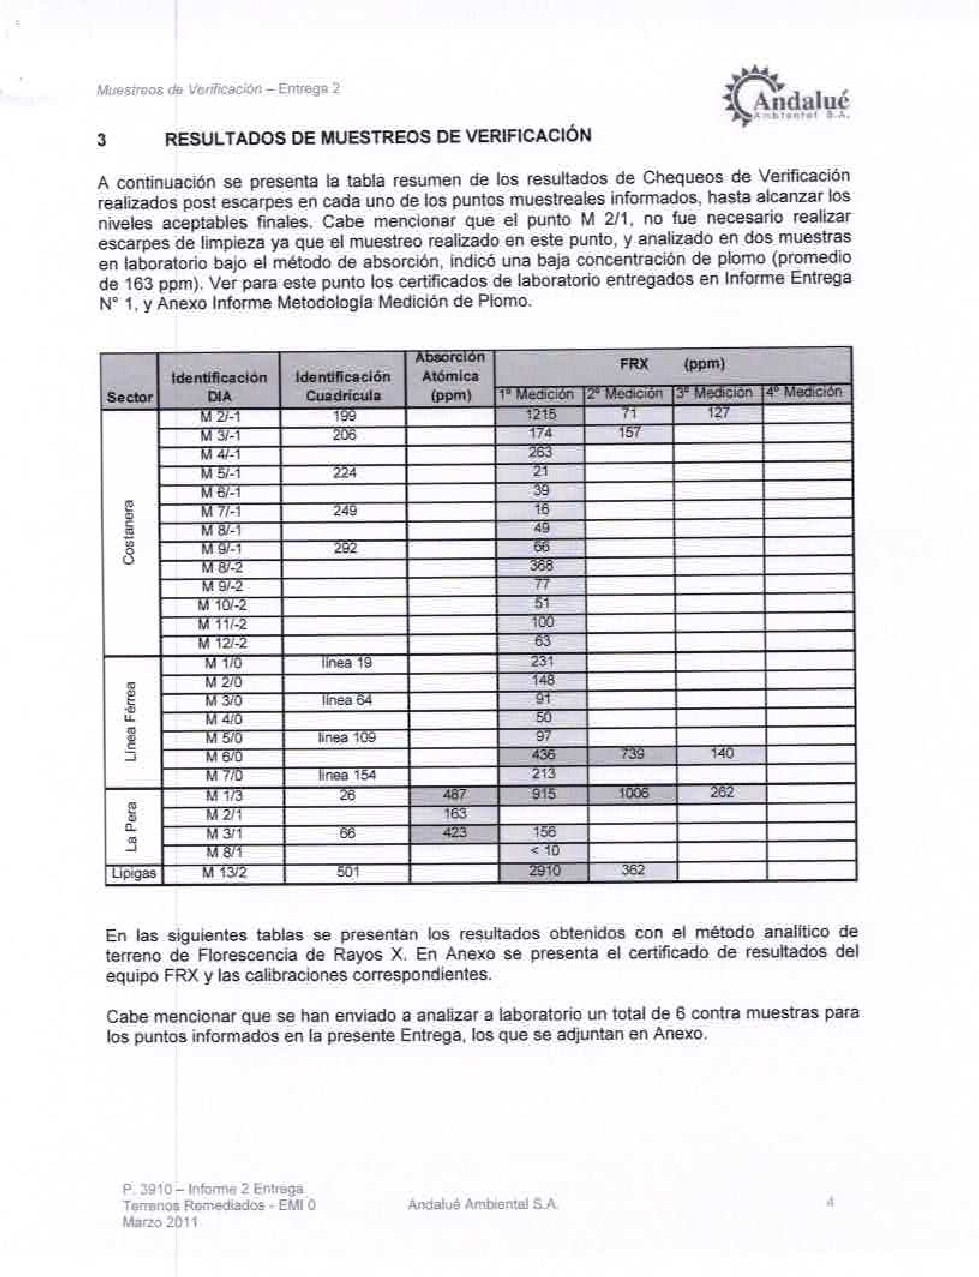 Muestreos de Verificación – Entrega 2
Andalué
Ambiental S.A.
3 RESULTADOS DE MUESTREOS DE VERIFICACIÓN
A continuación se presenta la tabla resumen de los resultados de Chequeos de Verificación
realizados post escarpes en cada uno de los puntos muestreales informados, hasta alcanzar los
niveles aceptables finales. Cabe mencionar que el punto M 2/1, no fue necesario realizar
escarpes de limpieza ya que el muestreo realizado en este punto, y analizado en dos muestras
en laboratorio bajo el método de absorción, indicó una baja concentración de plomo (promedio
de 163 ppm). Ver para este punto los certificados de laboratorio entregados en Informe Entrega
N° 1, y Anexo Informe Metodología Medición de Plomo.
Sector Identificación DIA Identificación Cuadrícula Absorción Atómica (ppm) FRX (ppm)
1° Medición 2° Medición 3° Medición 4° Medición
Costanera
M 2/-1 199 1215 71 127
M 3/-1 206 174 157
M 4/-1 263
M 5/-1 224 21
M 6/-1 39
M 7/-1 249 16
M 8/-1 49
M 9/-1 292 66
M 8/-2 368
M 9/-2 77
M 10/-2 51
M 11/-2 100
M 12/-2 63
Línea Férrea
M 1/0 línea 19 231
M 2/0 148
M 3/0 línea 64 91
M 4/0 50
M 5/0 línea 109 97
M 6/0 436 739 140
M 7/0 línea 154 213
La Pera
M 1/3 26 487 915 1006 262
M 2/1 163
M 3/1 66 423 156
M 8/1 < 10
Lipigas M 13/2 501 2910 362
En las siguientes tablas se presentan los resultados obtenidos con el método analítico de
terreno de Florescencia de Rayos X. En Anexo se presenta el certificado de resultados del
equipo FRX y las calibraciones correspondientes.
Cabe mencionar que se han enviado a analizar a laboratorio un total de 6 contra muestras para
los puntos informados en la presente Entrega, los que se adjuntan en Anexo.
P. 3910 – Informe 2 Entrega
Terrenos Remediados - EMI 0 Andalué Ambiental S.A. 4
Marzo 2011